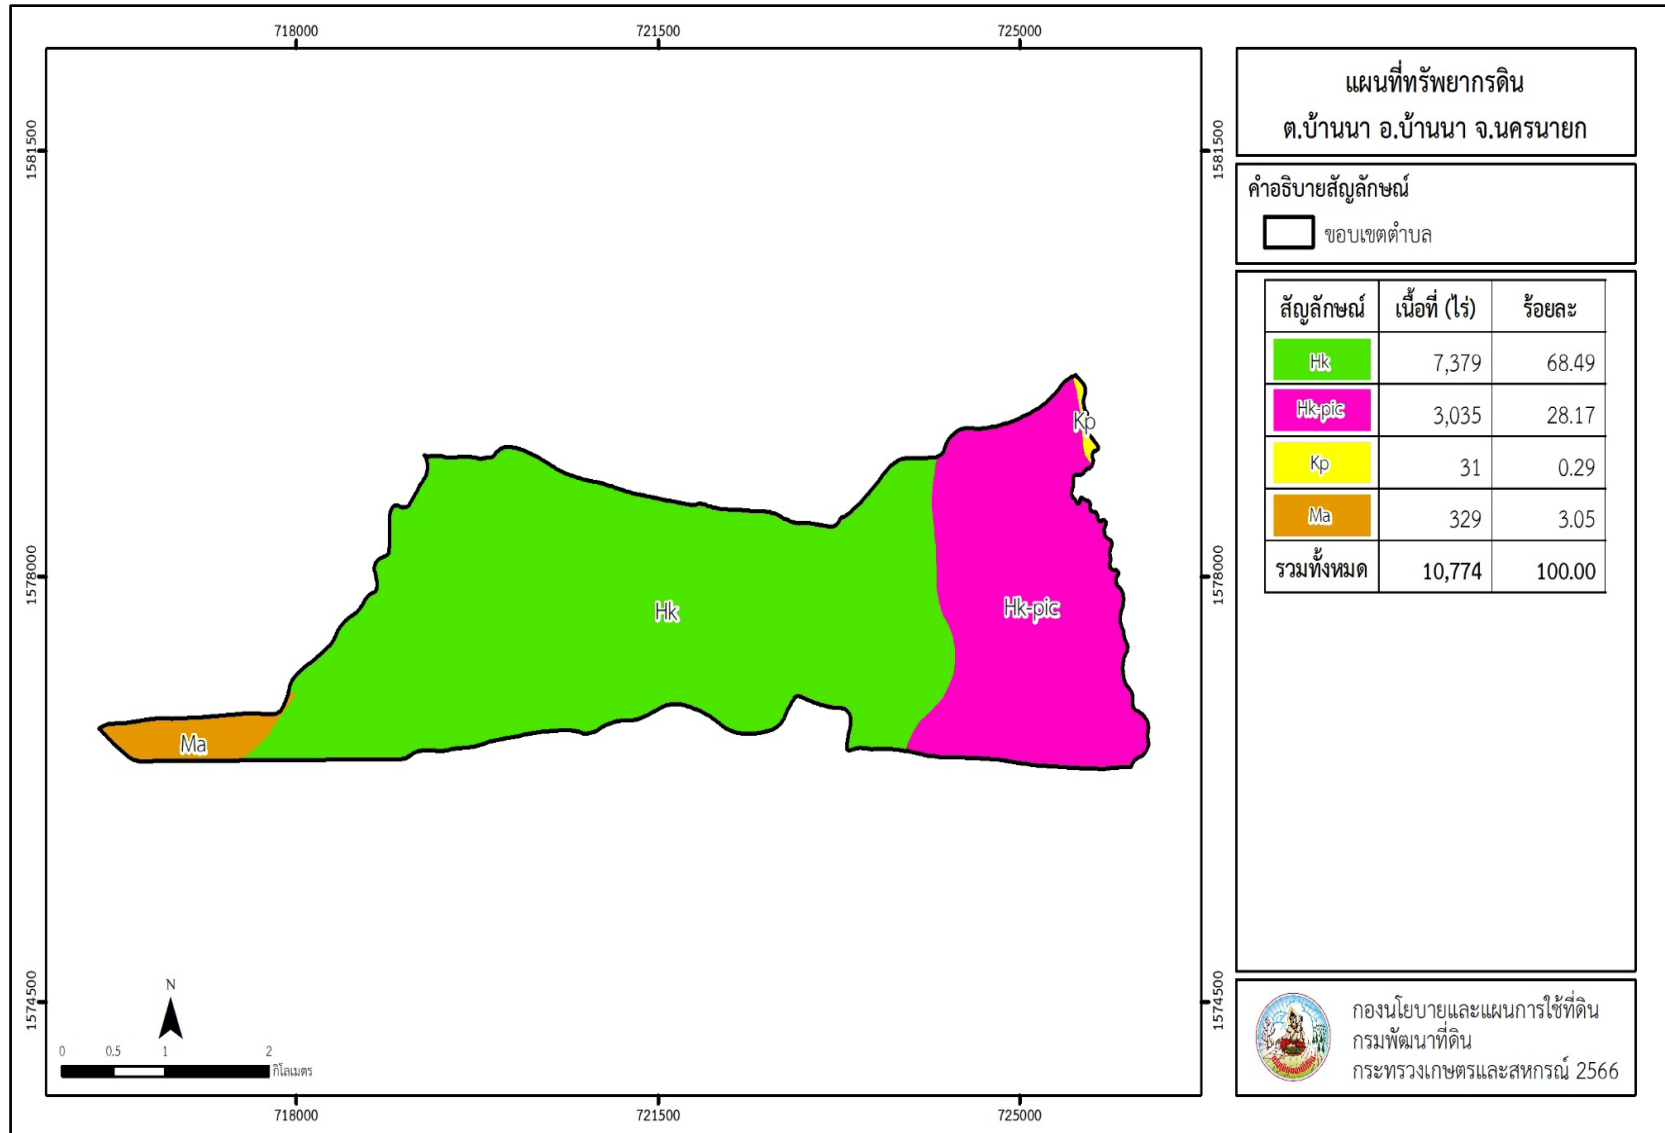 718000
721500
725000
1581500
1581500
1578000
1578000
1574500
1574500
Kp
Hk
Hk-pic
Ma
N
0 0.5 1 2
กิโลเมตร
718000
721500
725000
แผนที่ทรัพยากรดิน
ต.บ้านนา อ.บ้านนา จ.นครนายก
คำอธิบายสัญลักษณ์
ขอบเขตตำบล
สัญลักษณ์ เนื้อที่ (ไร่) ร้อยละ
Hk 7,379 68.49
Hk-pic 3,035 28.17
Kp 31 0.29
Ma 329 3.05
รวมทั้งหมด 10,774 100.00
กองนโยบายและแผนการใช้ที่ดิน
กรมพัฒนาที่ดิน
กระทรวงเกษตรและสหกรณ์ 2566